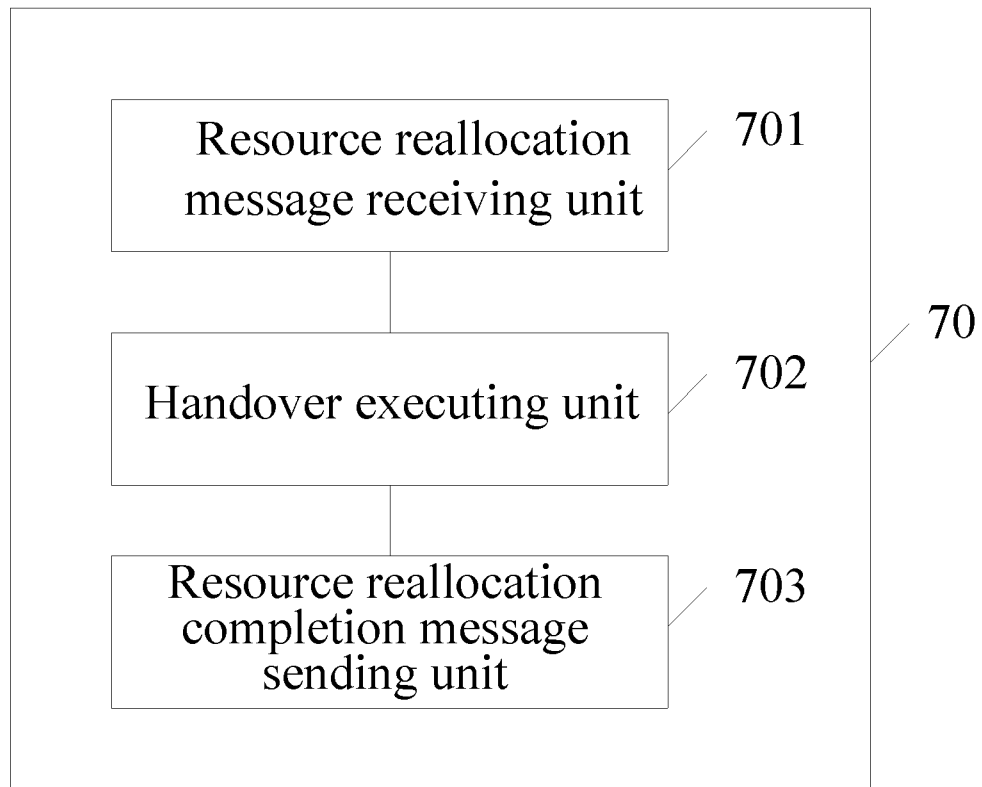 Resource reallocation
message receiving unit
701
70
Handover executing unit
702
Resource reallocation
completion message
sending unit
703